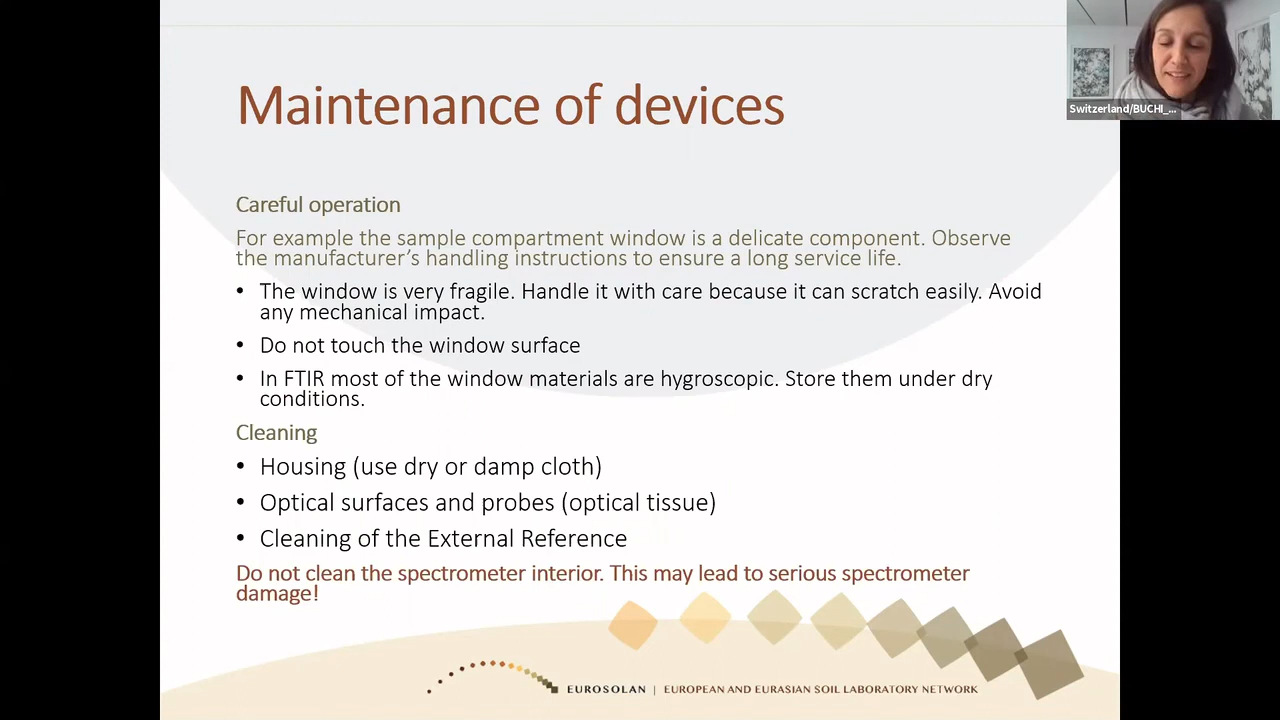 Switzerland/BUCHI_...
Maintenance of devices
Careful operation
For example the sample compartment window is a delicate component. Observe
the manufacturer’s handling instructions to ensure a long service life.
• The window is very fragile. Handle it with care because it can scratch easily. Avoid
any mechanical impact.
• Do not touch the window surface
• In FTIR most of the window materials are hygroscopic. Store them under dry
conditions.
Cleaning
• Housing (use dry or damp cloth)
• Optical surfaces and probes (optical tissue)
• Cleaning of the External Reference
Do not clean the spectrometer interior. This may lead to serious spectrometer
damage!
EUROSOLAN | EUROPEAN AND EURASIAN SOIL LABORATORY NETWORK